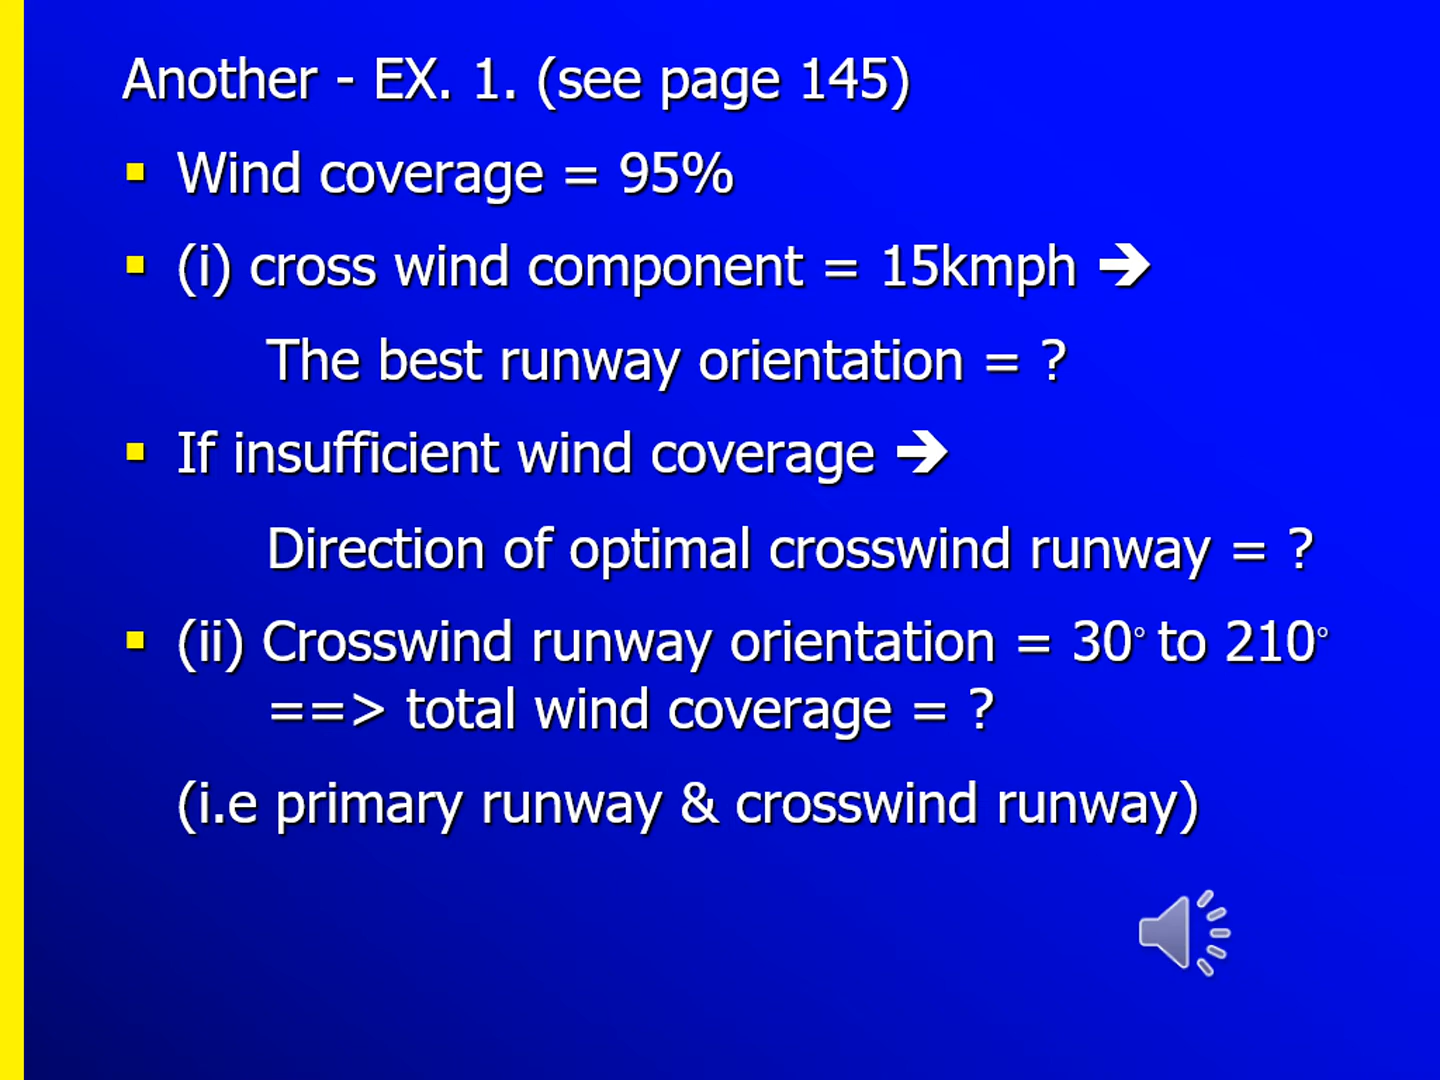 Another - EX. 1. (see page 145)
▪ Wind coverage = 95%
▪ (i) cross wind component = 15kmph ➔
The best runway orientation = ?
▪ If insufficient wind coverage ➔
Direction of optimal crosswind runway = ?
▪ (ii) Crosswind runway orientation = 30° to 210°
==> total wind coverage = ?
(i.e primary runway & crosswind runway)